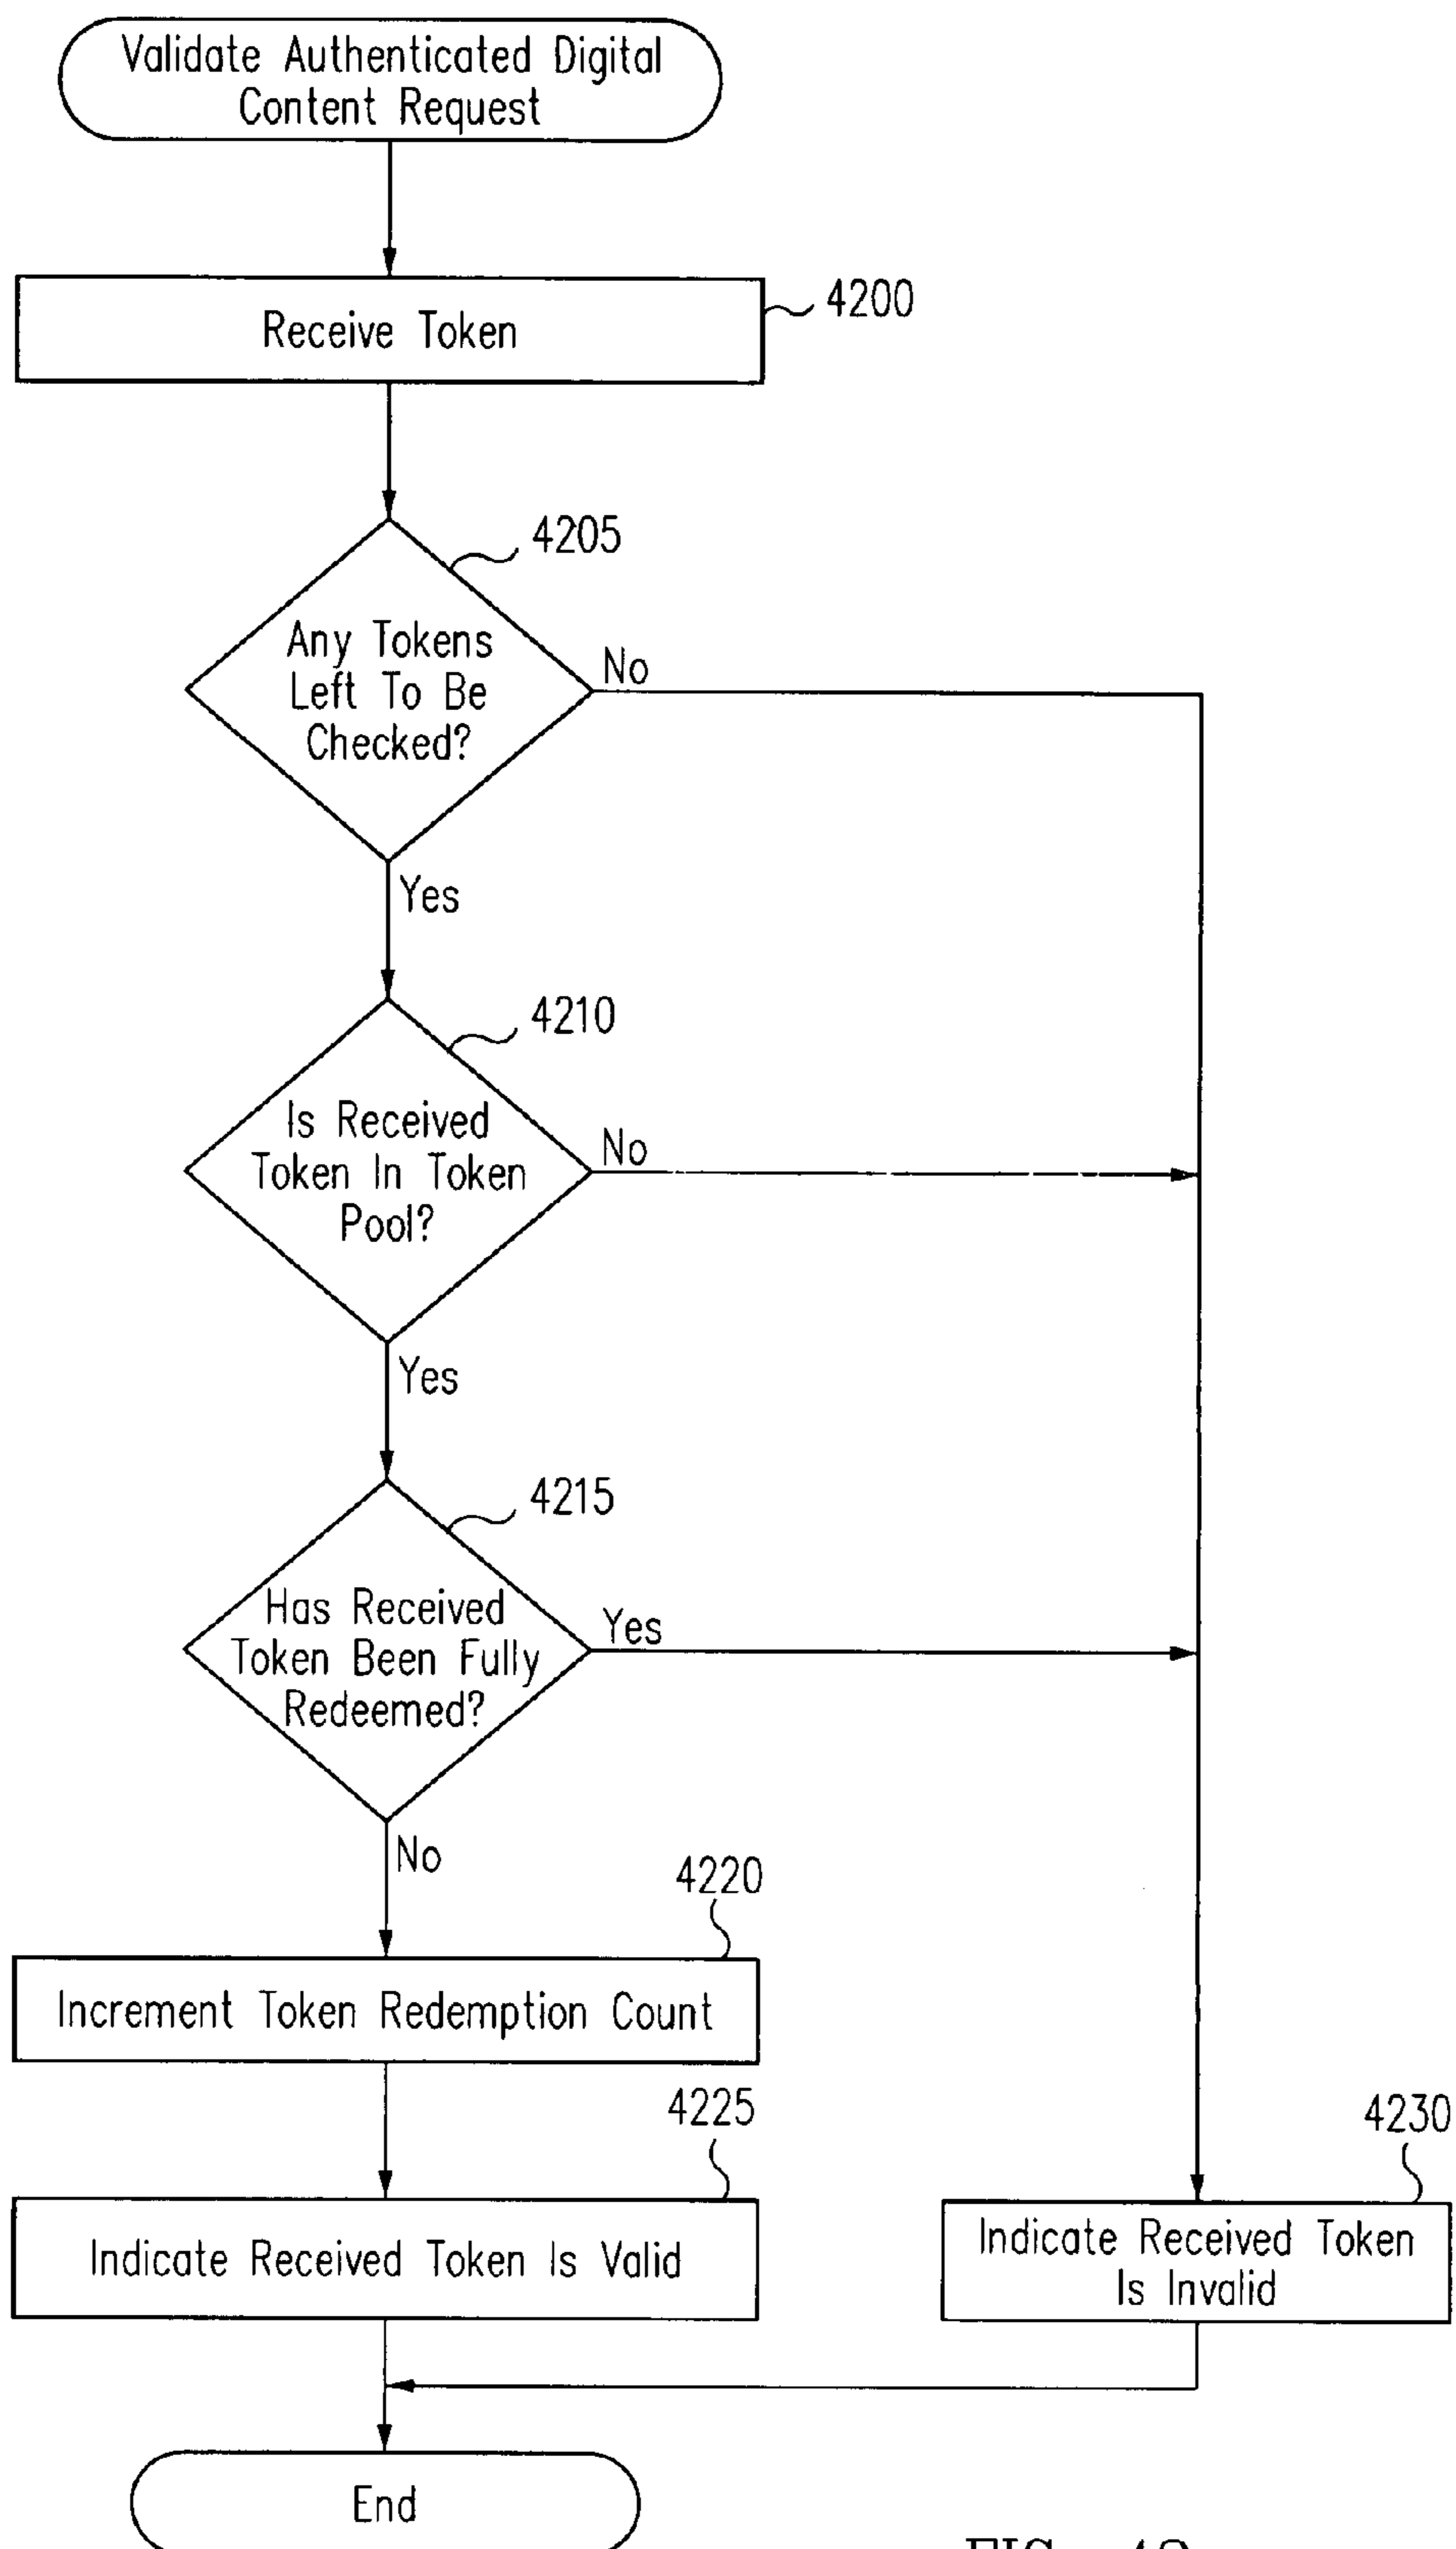 Validate Authenticated Digital
Content Request
Receive Token
4200
4205
Any Tokens
Left To Be
Checked?
No
Yes
4210
Is Received
Token In Token
Pool?
No
Yes
4215
Has Received
Token Been Fully
Redeemed?
Yes
No
4220
Increment Token Redemption Count
4225
Indicate Received Token Is Valid
4230
Indicate Received Token
Is Invalid
End